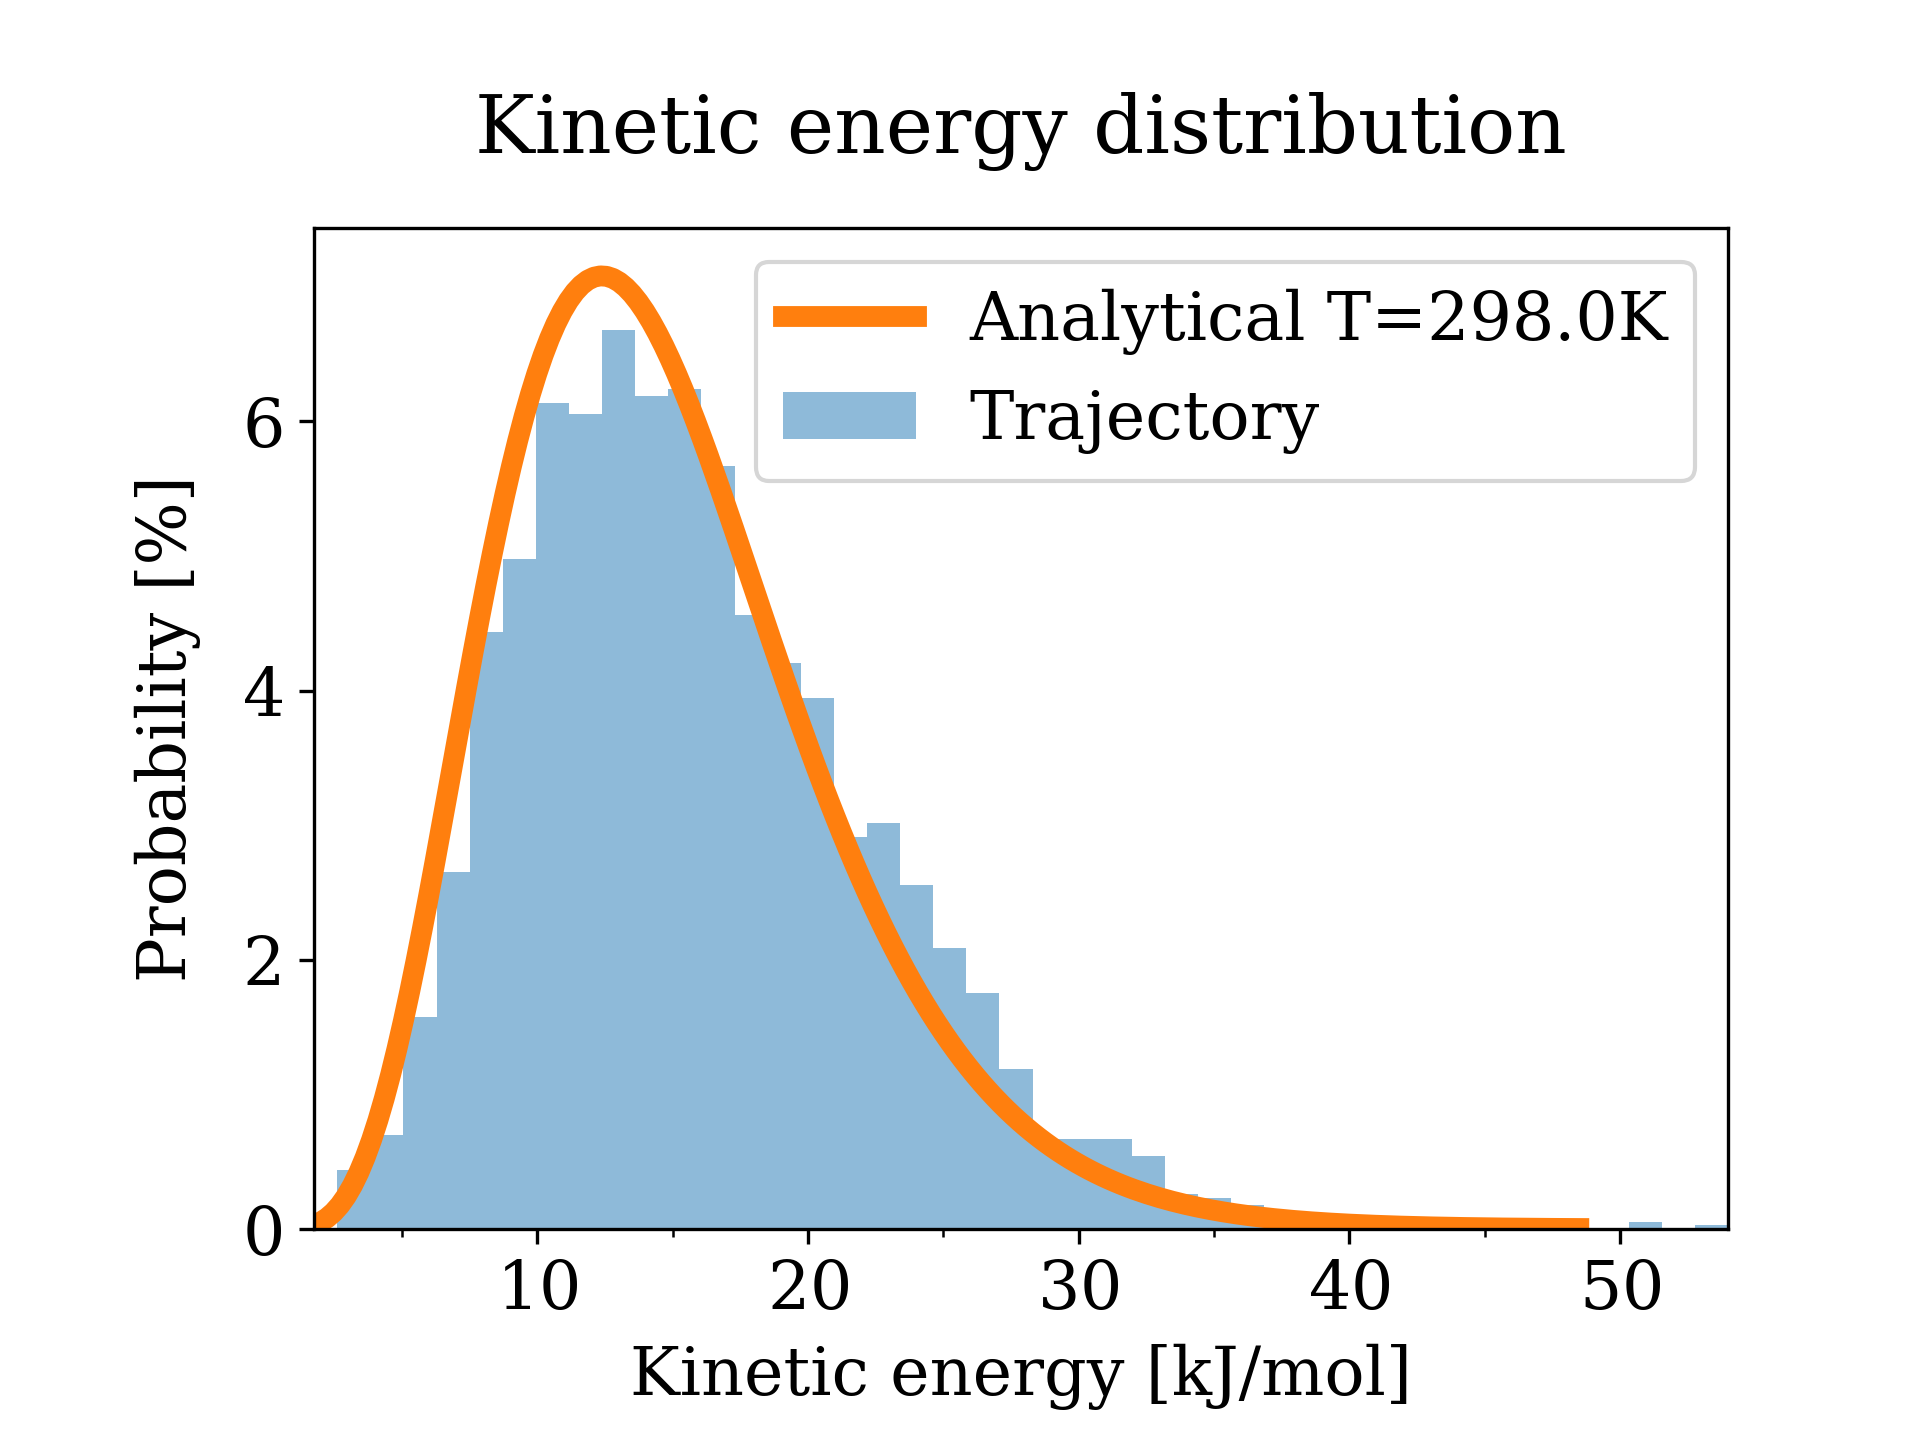 Kinetic energy distribution
Analytical T=298.0K
Trajectory
Probability [%]
6
4
2
0
10 20 30 40 50
Kinetic energy [kJ/mol]